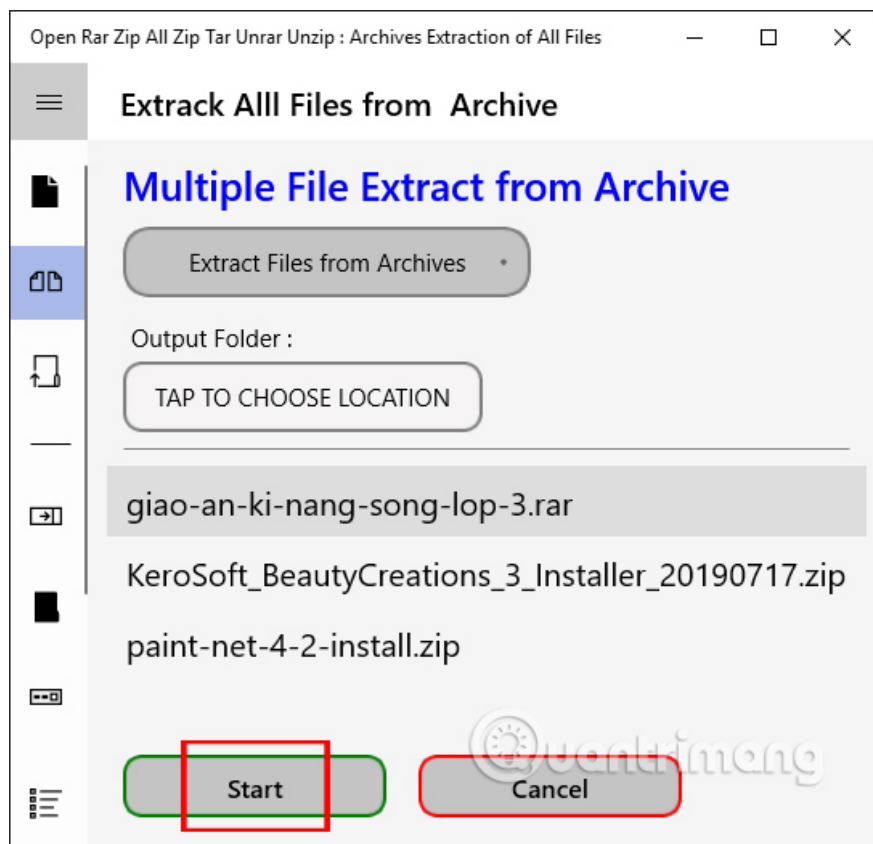 Open Rar Zip All Zip Tar Unrar Unzip : Archives Extraction of All Files
Extrack Alll Files from  Archive
Multiple File Extract from Archive
Extract Files from Archives
Output Folder :
TAP TO CHOOSE LOCATION
giao-an-ki-nang-song-lop-3.rar
KeroSoft_BeautyCreations_3_Installer_20190717.zip
paint-net-4-2-install.zip
Quantrimang
Start
Cancel